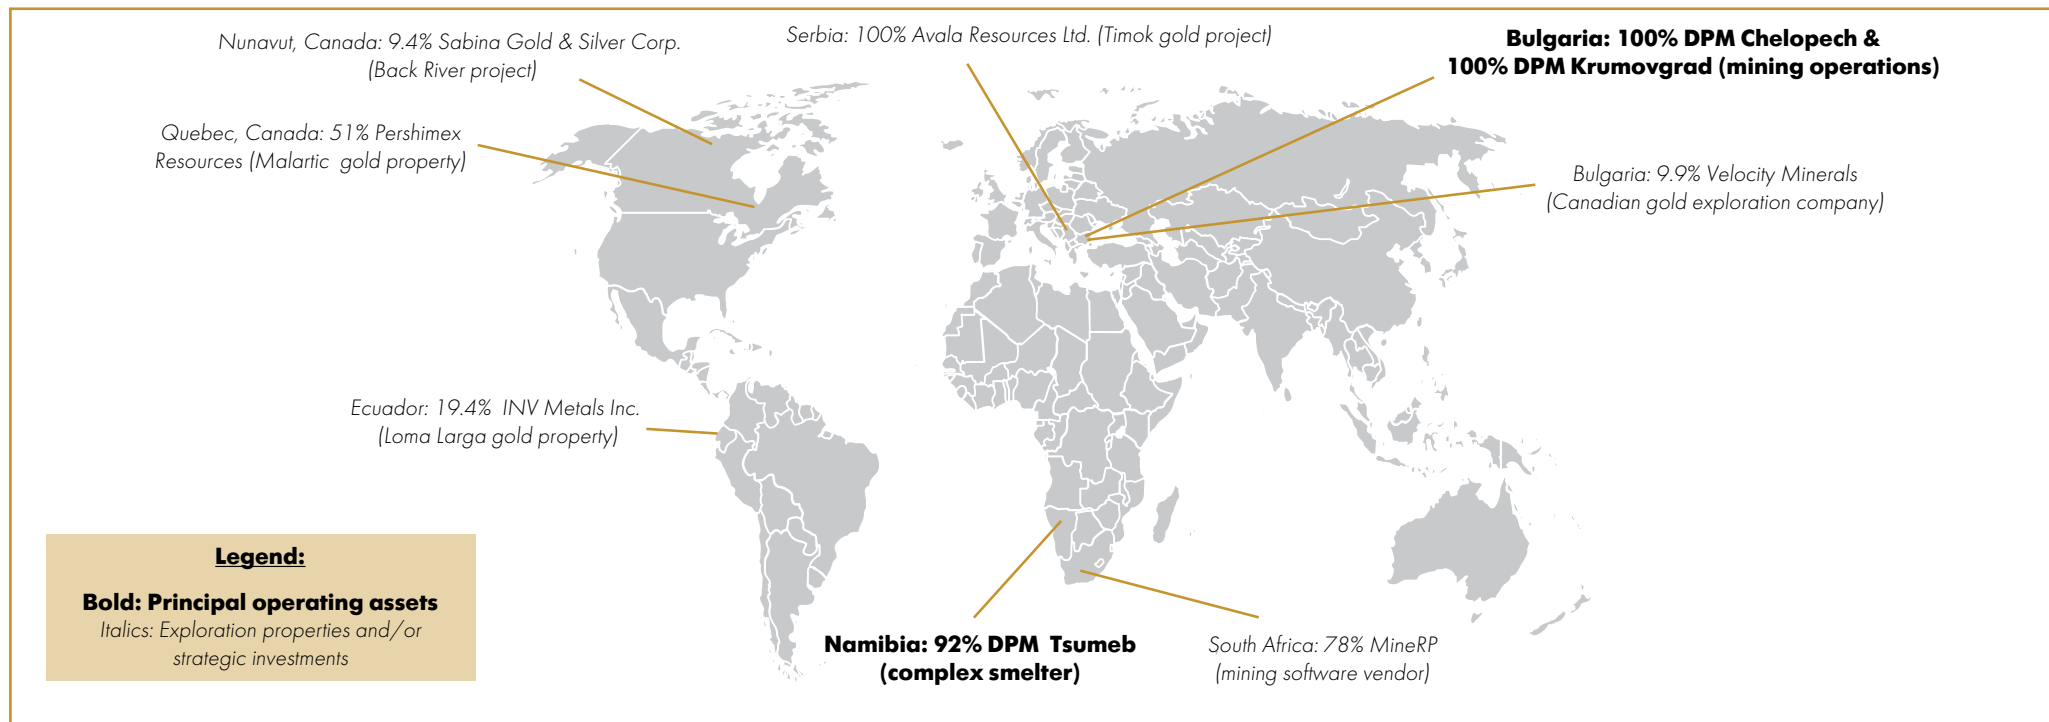 Nunavut, Canada: 9.4% Sabina Gold & Silver Corp.
(Back River project)
Serbia: 100% Avala Resources Ltd. (Timok gold project)
Bulgaria: 100% DPM Chelopech &
100% DPM Krumovgrad (mining operations)
Quebec, Canada: 51% Pershimex
Resources (Malartic gold property)
Bulgaria: 9.9% Velocity Minerals
(Canadian gold exploration company)
Ecuador: 19.4% INV Metals Inc.
(Loma Larga gold property)
Legend:
Bold: Principal operating assets
Italics: Exploration properties and/or
strategic investments
Namibia: 92% DPM Tsumeb
(complex smelter)
South Africa: 78% MineRP
(mining software vendor)